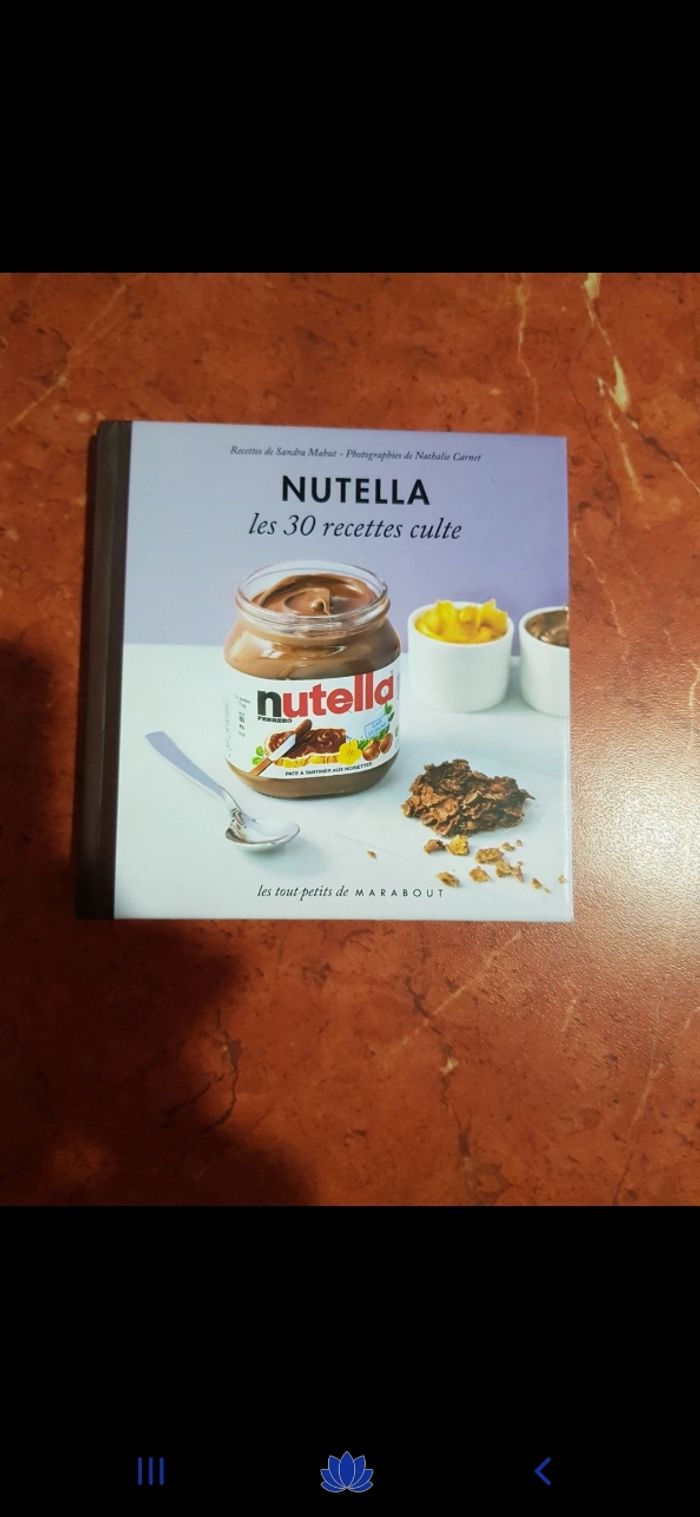 Recettes de Sandra Mahut - Photographies de Nathalie Carnet
NUTELLA
les 30 recettes culte
nutella
FERRERO
PATE A TARTINER AUX NOISETTES
les tout-petits de MARABOUT